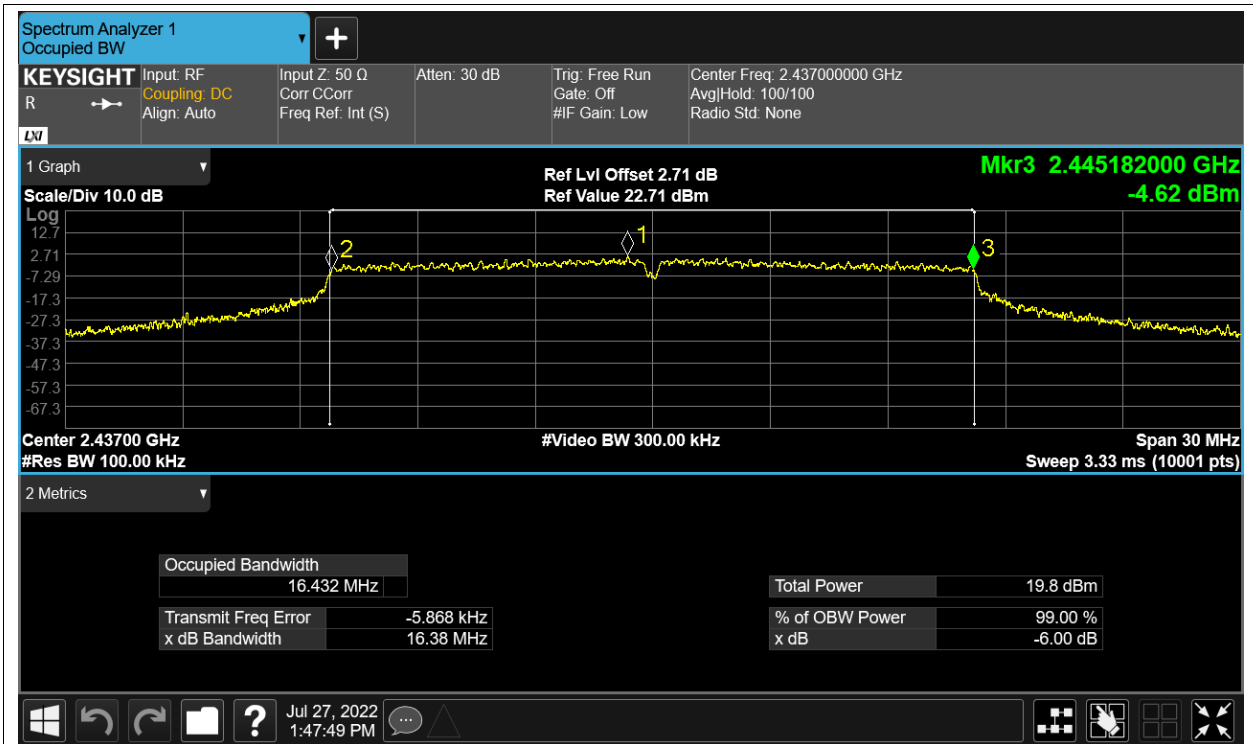 Spectrum Analyzer 1
Occupied BW
KEYSIGHT
R
LXI
Input: RF
Coupling: DC
Align: Auto
Input Z: 50 Ω
Corr CCorr
Freq Ref: Int (S)
Atten: 30 dB
Trig: Free Run
Gate: Off
#IF Gain: Low
Center Freq: 2.437000000 GHz
Avg|Hold: 100/100
Radio Std: None
1 Graph
Scale/Div 10.0 dB
Ref Lvl Offset 2.71 dB
Ref Value 22.71 dBm
Mkr3 2.445182000 GHz
-4.62 dBm
Log
12.7
2.71
-7.29
-17.3
-27.3
-37.3
-47.3
-57.3
-67.3
2
1
3
Center 2.43700 GHz
#Res BW 100.00 kHz
#Video BW 300.00 kHz
Span 30 MHz
Sweep 3.33 ms (10001 pts)
2 Metrics
Occupied Bandwidth
16.432 MHz
Transmit Freq Error -5.868 kHz
x dB Bandwidth 16.38 MHz
Total Power 19.8 dBm
% of OBW Power 99.00 %
x dB -6.00 dB
?
Jul 27, 2022
1:47:49 PM